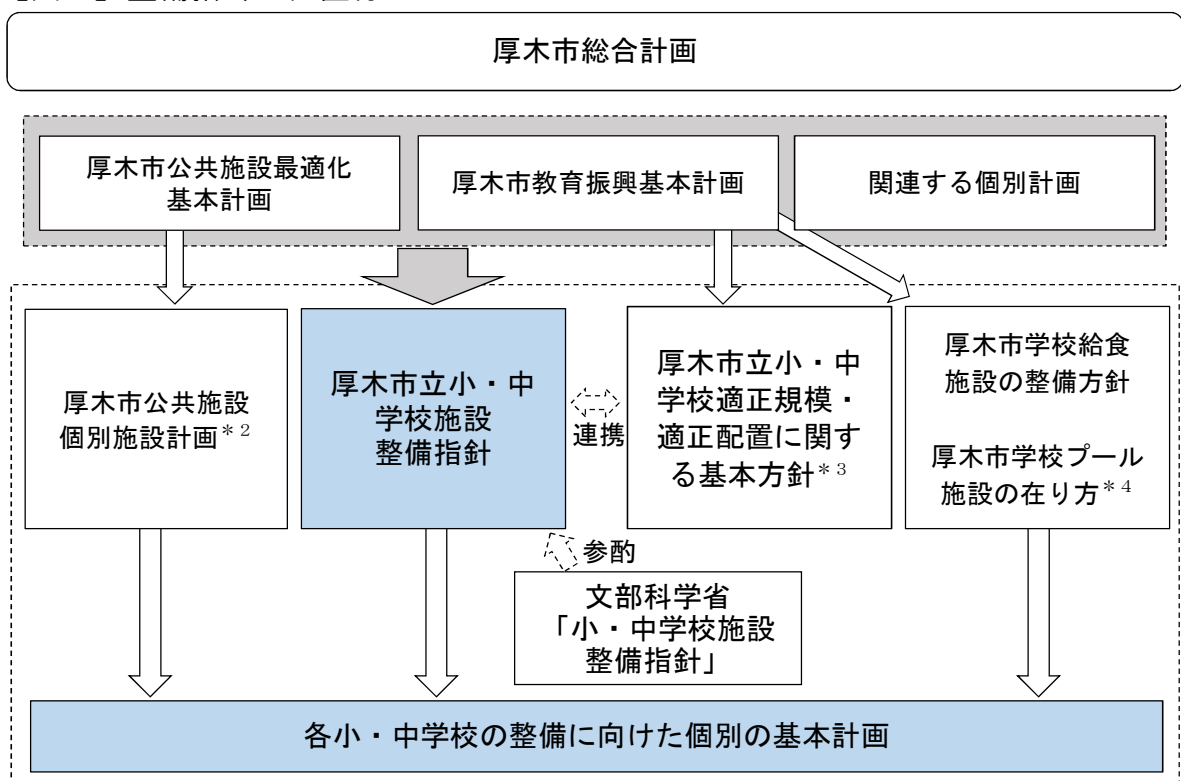 厚木市総合計画
厚木市公共施設最適化
基本計画
厚木市教育振興基本計画
関連する個別計画
厚木市公共施設
個別施設計画*2
厚木市立小・中
学校施設
整備指針
連携
厚木市立小・中
学校適正規模・
適正配置に関す
る基本方針*3
厚木市学校給食
施設の整備方針
厚木市学校プール
施設の在り方*4
参酌
文部科学省
「小・中学校施設
整備指針」
各小・中学校の整備に向けた個別の基本計画